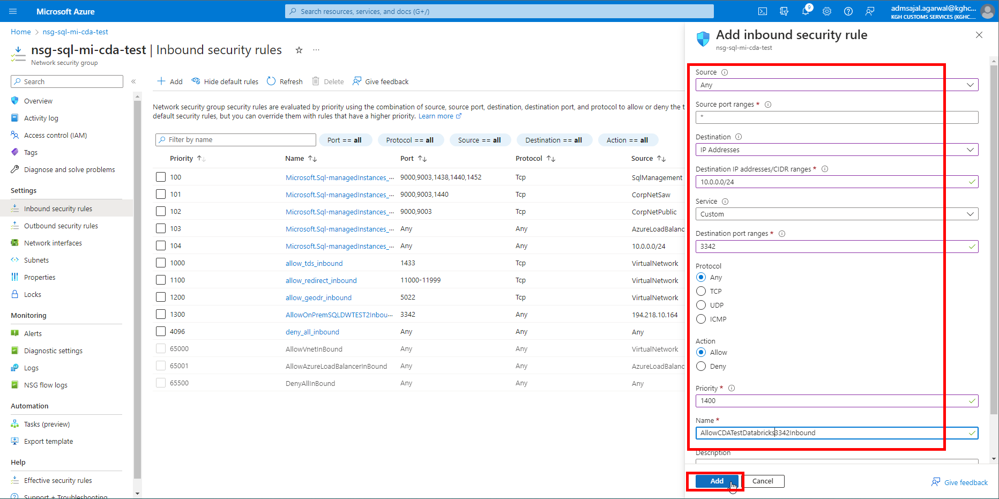 Microsoft Azure
Search resources, services, and docs (G+/)
9
admsajal.agarwal@kghc...
KGH CUSTOMS SERVICES (KGHC....
Home > nsg-sql-mi-cda-test
nsg-sql-mi-cda-test | Inbound security rules
Network security group
Search
Overview
Activity log
Access control (IAM)
Tags
Diagnose and solve problems
Settings
Inbound security rules
Outbound security rules
Network interfaces
Subnets
Properties
Locks
Monitoring
Alerts
Diagnostic settings
Logs
NSG flow logs
Automation
Tasks (preview)
Export template
Help
Effective security rules
Support + Troubleshooting
Add Hide default rules Refresh Delete Give feedback
Network security group security rules are evaluated by priority using the combination of source, source port, destination, destination port, and protocol to allow or deny the t
default security rules, but you can override them with rules that have a higher priority. Learn more
Filter by name Port == all Protocol == all Source == all Destination == all Action == all
Priority Name Port Protocol Source
100 Microsoft.Sql-managedInstances_... 9000,9003,1438,1440,1452 Tcp SqlManagement
101 Microsoft.Sql-managedInstances_... 9000,9003,1440 Tcp CorpNetSaw
102 Microsoft.Sql-managedInstances_... 9000,9003 Tcp CorpNetPublic
103 Microsoft.Sql-managedInstances_... Any Any AzureLoadBalanc
104 Microsoft.Sql-managedInstances_... Any Any 10.0.0.0/24
1000 allow_tds_inbound 1433 Tcp VirtualNetwork
1100 allow_redirect_inbound 11000-11999 Tcp VirtualNetwork
1200 allow_geodr_inbound 5022 Tcp VirtualNetwork
1300 AllowOnPremSQLDWTEST2Inbou... 3342 Any 194.218.10.164
4096 deny_all_inbound Any Any Any
65000 AllowVnetInBound Any Any VirtualNetwork
65001 AllowAzureLoadBalancerInBound Any Any AzureLoadBalanc
65500 DenyAllInBound Any Any Any
Add inbound security rule
nsg-sql-mi-cda-test
Source
Any
Source port ranges *
*
Destination
IP Addresses
Destination IP addresses/CIDR ranges *
10.0.0.0/24
Service
Custom
Destination port ranges *
3342
Protocol
Any
TCP
UDP
ICMP
Action
Allow
Deny
Priority *
1400
Name *
AllowCDATestDatabricks3342Inbound
Description
Add Cancel Give feedback